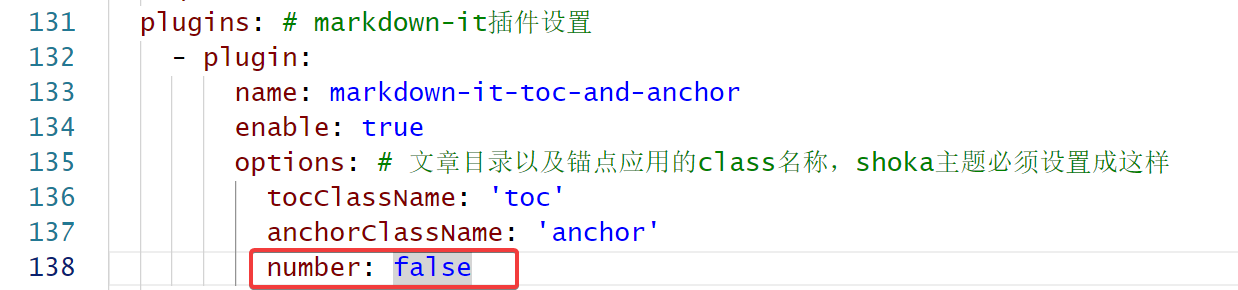 131 plugins: # markdown-it插件设置
132 - plugin:
133 name: markdown-it-toc-and-anchor
134 enable: true
135 options: # 文章目录以及锚点应用的class名称，shoka主题必须设置成这样
136 tocClassName: 'toc'
137 anchorClassName: 'anchor'
138 number: false